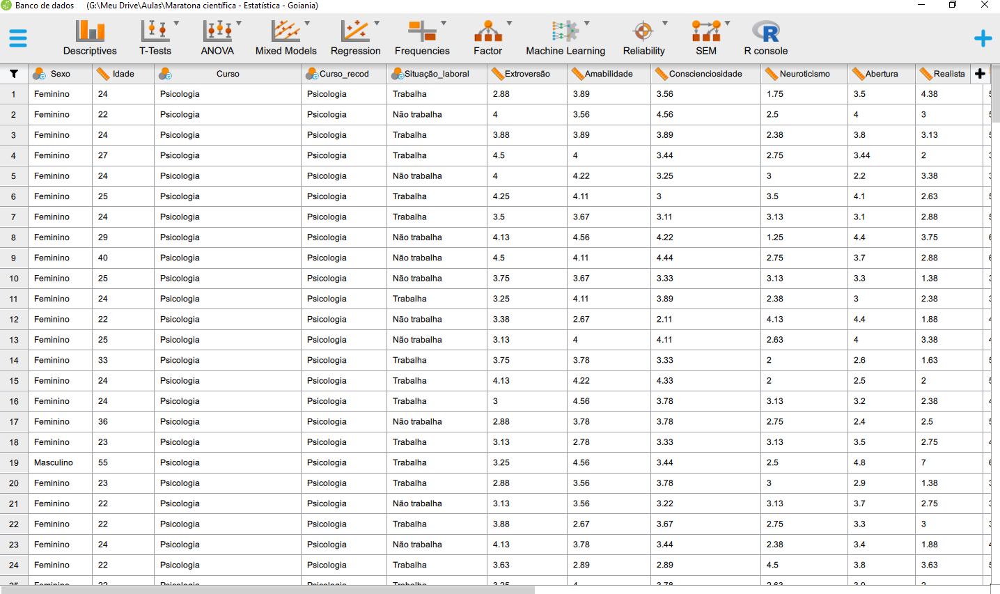 Banco de dados (G:\Meu Drive\Aulas\Maratona científica - Estatística - Goiania)
Descriptives T-Tests ANOVA Mixed Models Regression Frequencies Factor Machine Learning Reliability SEM R console
Sexo Idade Curso Curso_recod Situação_laboral Extroversão Amabilidade Conscienciosidade Neuroticismo Abertura Realista
1 Feminino 24 Psicologia Psicologia Trabalha 2.88 3.89 3.56 1.75 3.5 4.38
2 Feminino 22 Psicologia Psicologia Não trabalha 4 3.56 4.56 2.5 4 3
3 Feminino 24 Psicologia Psicologia Trabalha 3.88 3.89 3.89 2.38 3.8 3.13
4 Feminino 27 Psicologia Psicologia Trabalha 4.5 4 3.44 2.75 3.44 2
5 Feminino 24 Psicologia Psicologia Não trabalha 4 4.22 3.25 3 2.2 3.38
6 Feminino 25 Psicologia Psicologia Trabalha 4.25 4.11 3 3.5 4.1 2.63
7 Feminino 24 Psicologia Psicologia Trabalha 3.5 3.67 3.11 3.13 3.1 2.88
8 Feminino 29 Psicologia Psicologia Não trabalha 4.13 4.56 4.22 1.25 4.4 3.75
9 Feminino 40 Psicologia Psicologia Não trabalha 4.5 4.11 4.44 2.75 3.7 2.88
10 Feminino 25 Psicologia Psicologia Não trabalha 3.75 3.67 3.33 3.13 3.3 1.38
11 Feminino 24 Psicologia Psicologia Trabalha 3.25 4.11 3.89 2.38 3 2.38
12 Feminino 22 Psicologia Psicologia Não trabalha 3.38 2.67 2.11 4.13 4.4 1.88
13 Feminino 25 Psicologia Psicologia Não trabalha 3.13 4 4.11 2.63 4 3.38
14 Feminino 33 Psicologia Psicologia Trabalha 3.75 3.78 3.33 2 2.6 1.63
15 Feminino 24 Psicologia Psicologia Trabalha 4.13 4.22 4.33 2 2.5 2
16 Feminino 24 Psicologia Psicologia Trabalha 3 4.56 3.78 3.13 3.2 2.38
17 Feminino 36 Psicologia Psicologia Não trabalha 2.88 3.78 3.78 2.75 2.4 2.5
18 Feminino 23 Psicologia Psicologia Trabalha 3.13 2.78 3.33 3.13 3.5 2.75
19 Masculino 55 Psicologia Psicologia Trabalha 3.25 4.56 3.44 2.5 4.8 7
20 Feminino 23 Psicologia Psicologia Trabalha 2.88 3.56 3.78 3 2.9 1.38
21 Feminino 22 Psicologia Psicologia Não trabalha 3.13 3.56 3.22 3.13 3.7 2.75
22 Feminino 22 Psicologia Psicologia Trabalha 3.88 2.67 3.67 2.75 3.3 3
23 Feminino 24 Psicologia Psicologia Não trabalha 4.13 3.78 3.44 2.38 3.4 1.88
24 Feminino 22 Psicologia Psicologia Trabalha 3.63 2.89 2.89 4.5 3.8 3.63